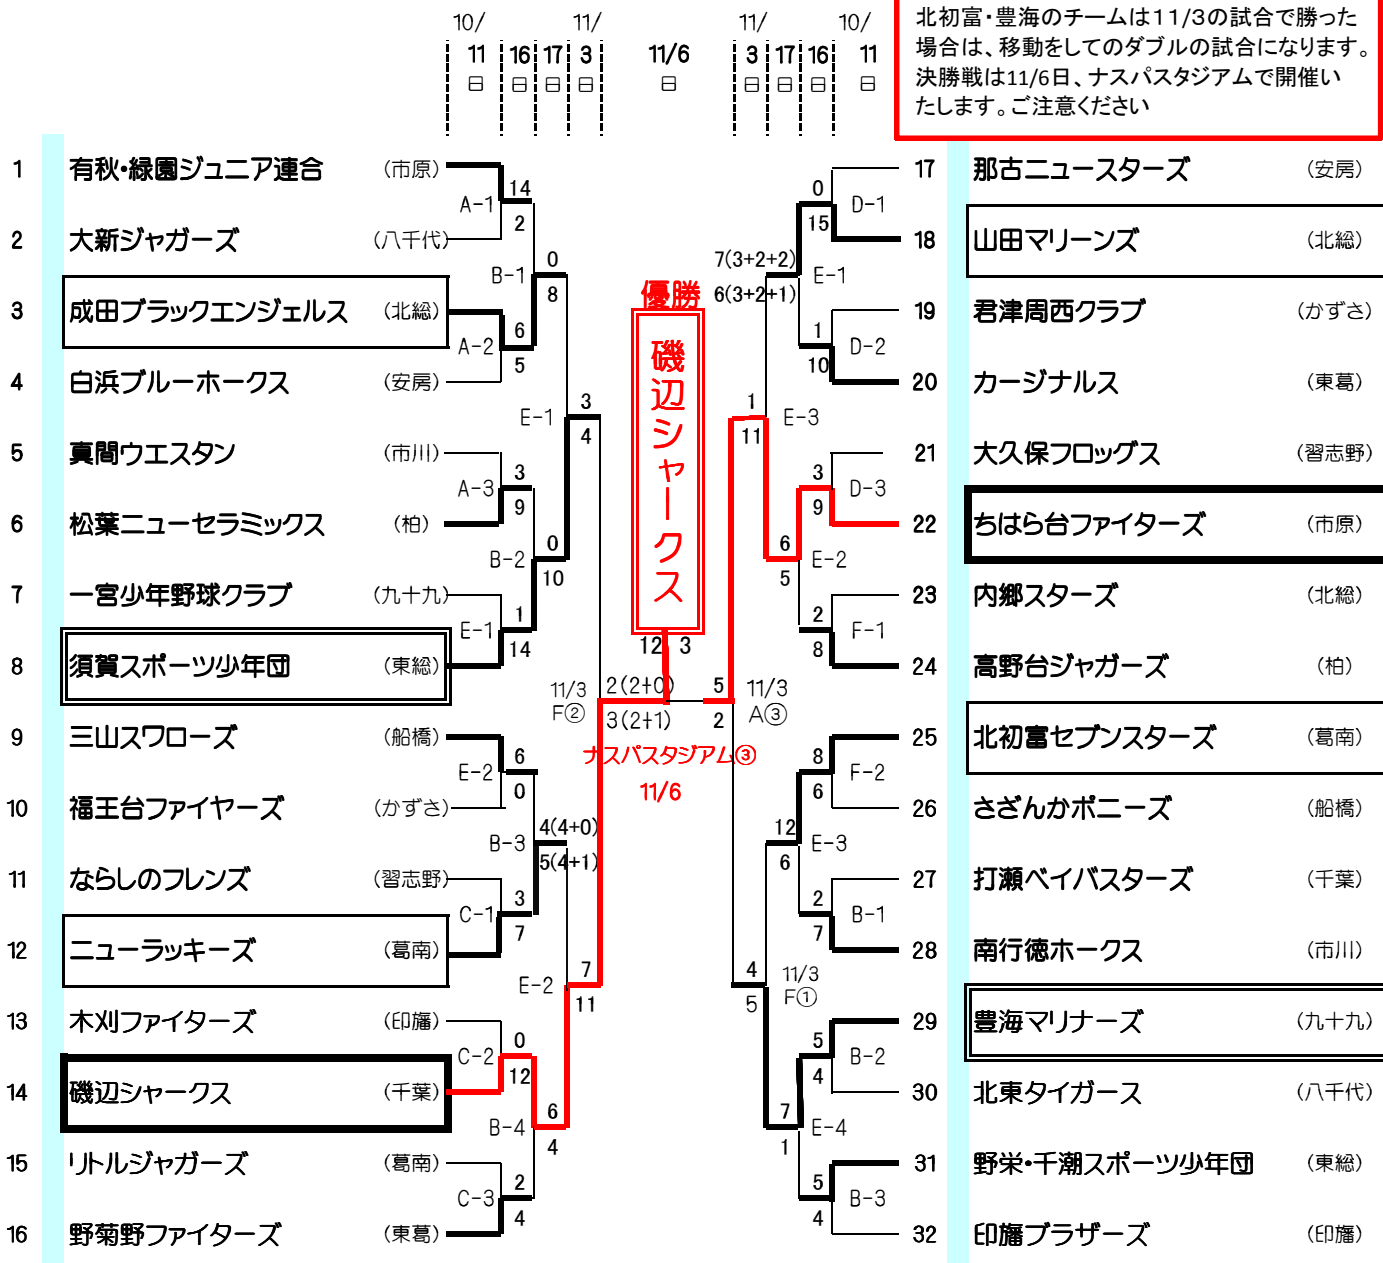 北初富・豊海のチームは11/3の試合で勝った
場合は、移動をしてのダブルの試合になります。
決勝戦は11/6日、ナスパスタジアムで開催い
たします。ご注意ください
10/ 11/ 11/ 10/
11 16 17 3 11/6 3 17 16 11
日 日 日 日 日 日 日 日 日
1 有秋・緑園ジュニア連合 (市原)
14
A-1
2
2 大新ジャガーズ (八千代)
B-1
0
8
3 成田ブラックエンジェルス (北総)
6
A-2
5
4 白浜ブルーホークス (安房)
E-1
3
4
5 真間ウエスタン (市川)
A-3
3
9
6 松葉ニューセラミックス (柏)
B-2
0
10
7 一宮少年野球クラブ (九十九)
E-1
1
14
8 須賀スポーツ少年団 (東総)
11/3
F②
2(2+0)
3(2+1)
9 三山スワローズ (船橋)
6
E-2
0
10 福王台ファイヤーズ (かずさ)
B-3
4(4+0)
5(4+1)
11 ならしのフレンズ (習志野)
C-1
3
7
12 ニューラッキーズ (葛南)
E-2
7
11
13 木刈ファイターズ (印旛)
C-2
0
12
14 磯辺シャークス (千葉)
B-4
6
4
15 リトルジャガーズ (葛南)
C-3
2
4
16 野菊野ファイターズ (東葛)
優勝
磯辺シャークス
12 3
ナスパスタジアム③
11/6
17 那古ニュースターズ (安房)
0
D-1
15
18 山田マリーンズ (北総)
7(3+2+2)
E-1
6(3+2+1)
19 君津周西クラブ (かずさ)
1
D-2
10
20 カージナルス (東葛)
1
E-3
11
21 大久保フロッグス (習志野)
3
D-3
9
22 ちはら台ファイターズ (市原)
6
E-2
5
23 内郷スターズ (北総)
2
F-1
8
24 高野台ジャガーズ (柏)
5
2
11/3
A③
25 北初富セブンスターズ (葛南)
8
F-2
6
26 さざんかポニーズ (船橋)
12
E-3
6
27 打瀬ベイバスターズ (千葉)
2
B-1
7
28 南行徳ホークス (市川)
4
5
11/3
F①
29 豊海マリナーズ (九十九)
5
B-2
4
30 北東タイガース (八千代)
7
E-4
1
31 野栄・千潮スポーツ少年団 (東総)
5
B-3
4
32 印旛ブラザーズ (印旛)